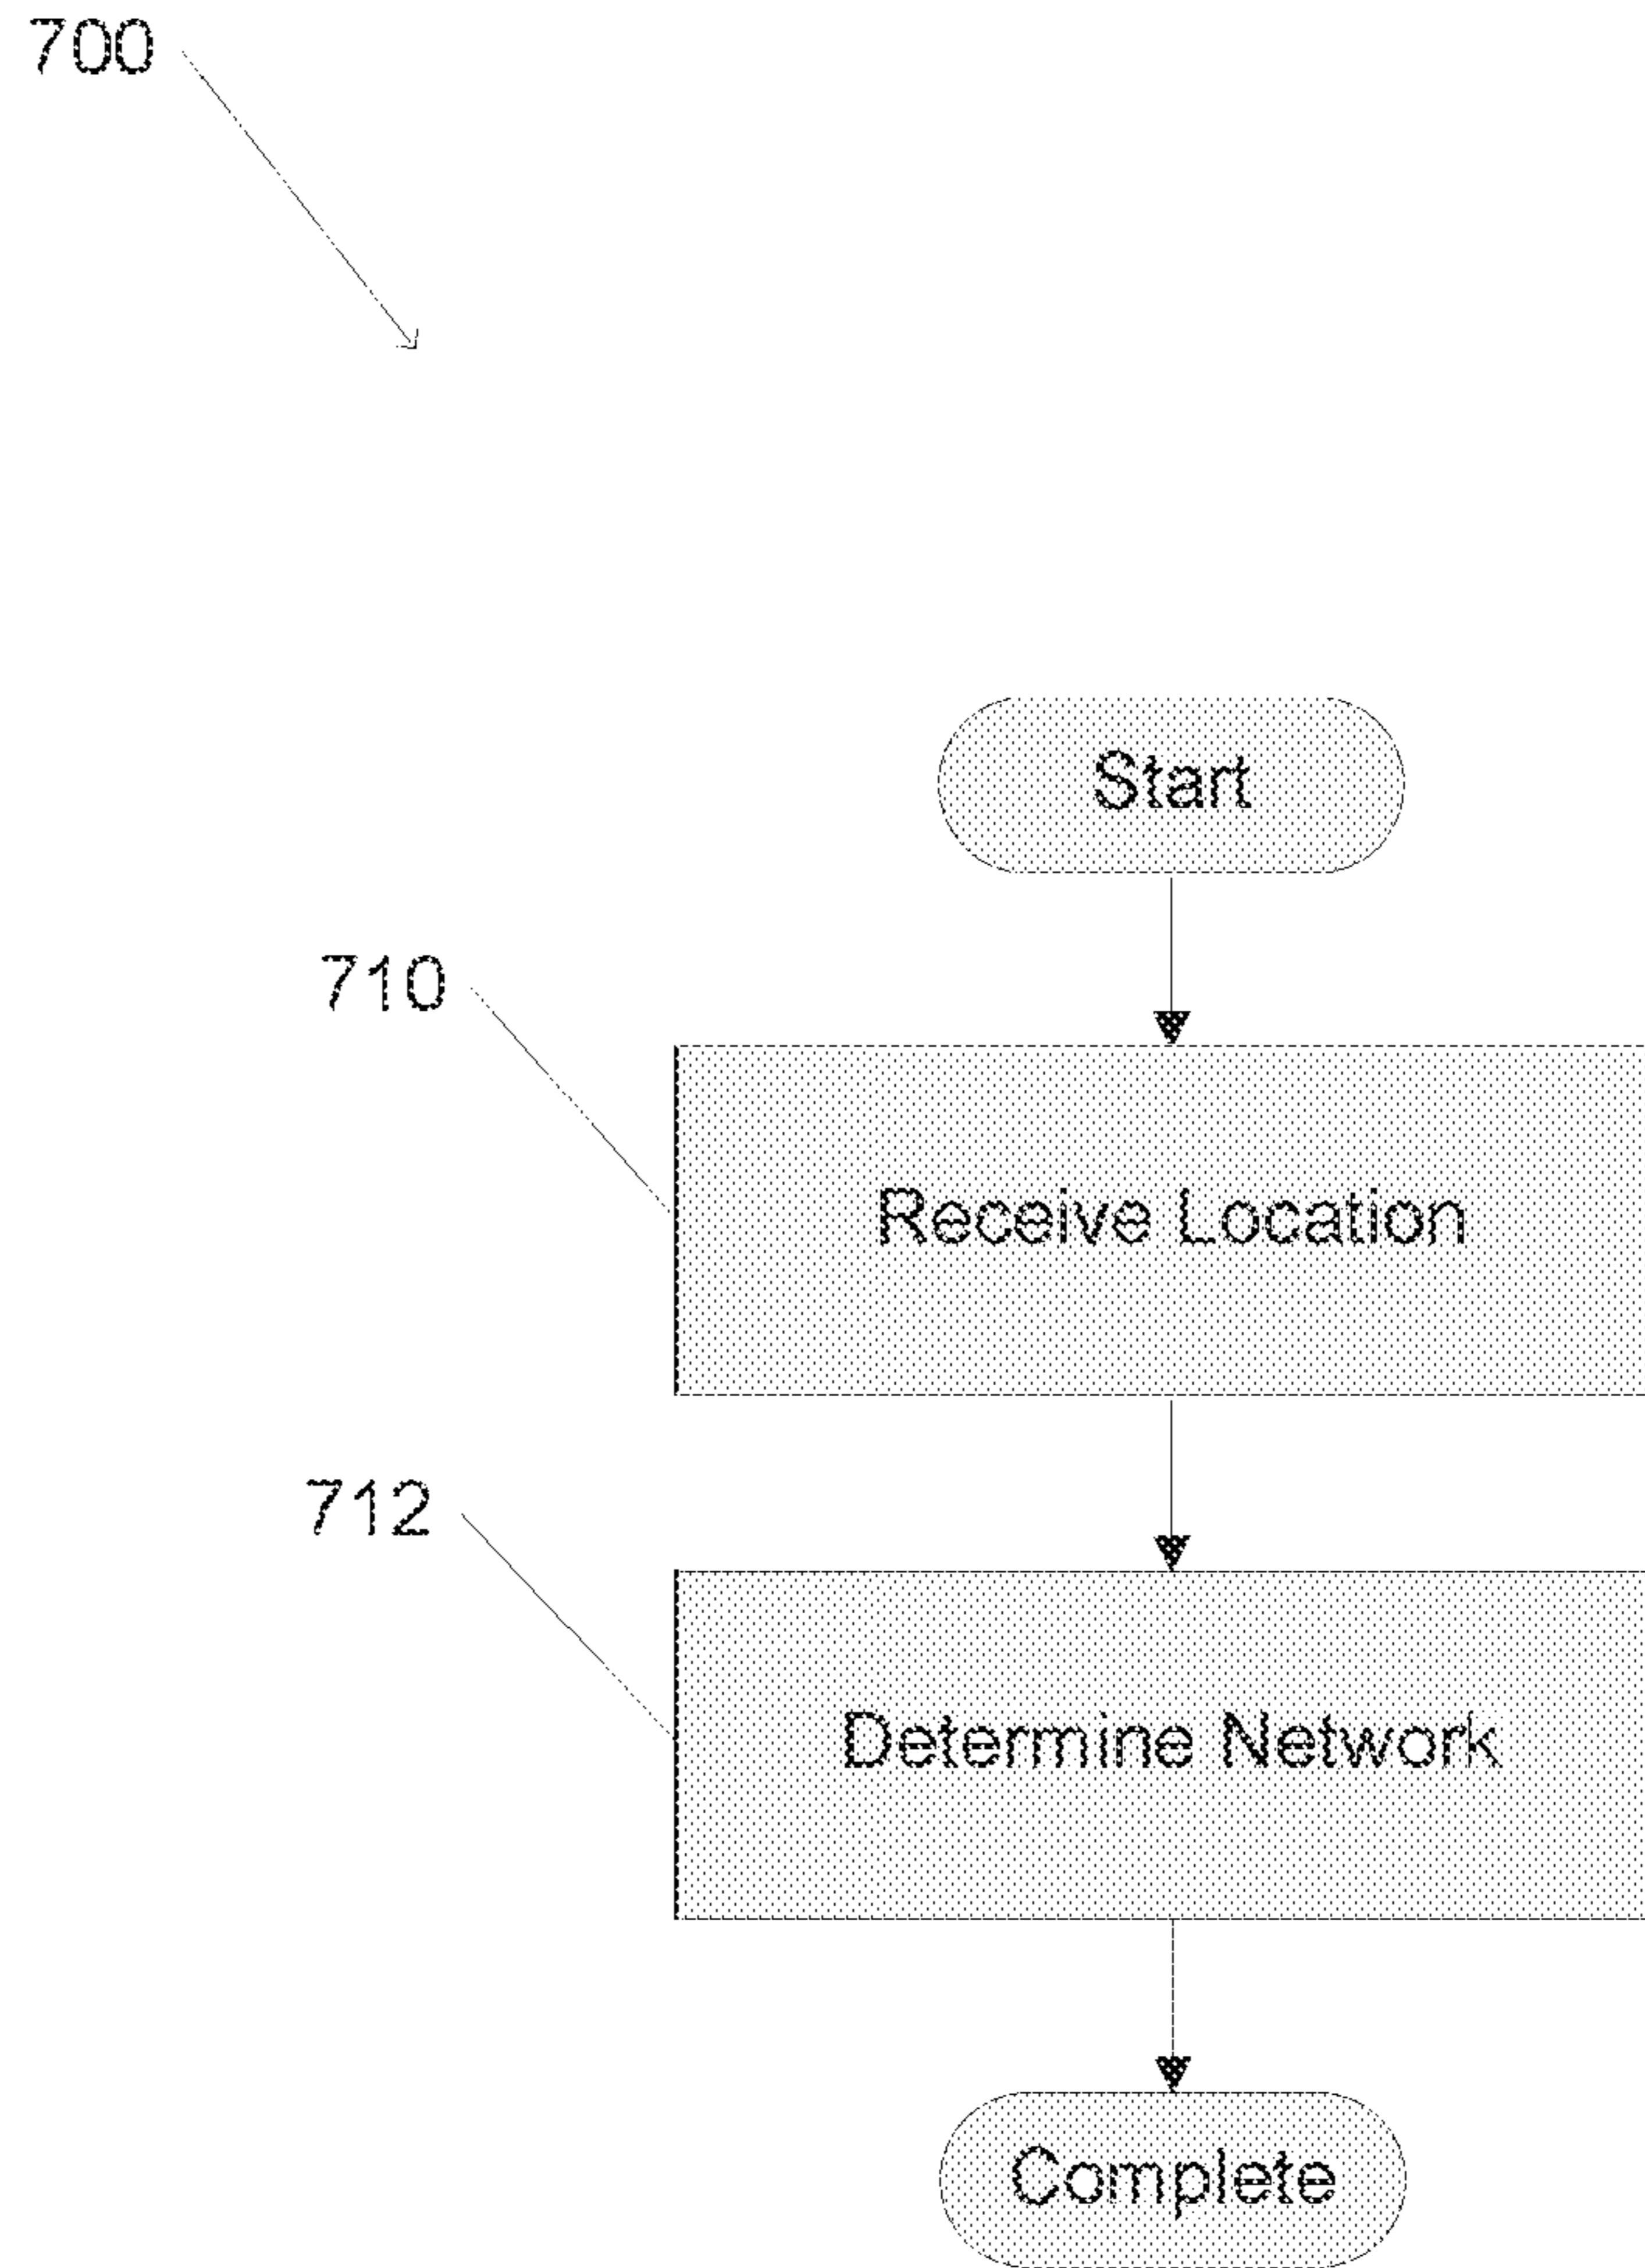 700
Start
710
Receive Location
712
Determine Network
Complete